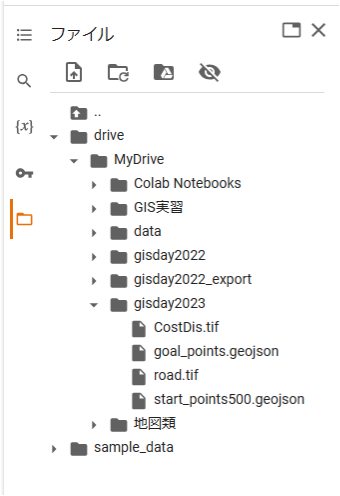 ファイル
{x}
..
drive
MyDrive
Colab Notebooks
GIS実習
data
gisday2022
gisday2022_export
gisday2023
CostDis.tif
goal_points.geojson
road.tif
start_points500.geojson
地図類
sample_data